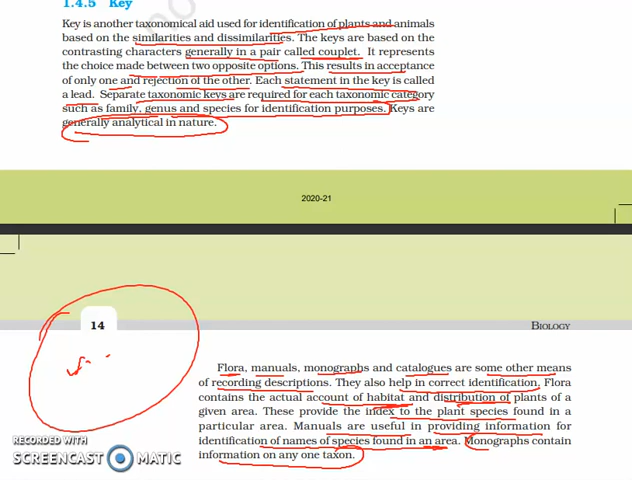 1.4.5 Key
Key is another taxonomical aid used for identification of plants and animals
based on the similarities and dissimilarities. The keys are based on the
contrasting characters generally in a pair called couplet. It represents
the choice made between two opposite options. This results in acceptance
of only one and rejection of the other. Each statement in the key is called
a lead. Separate taxonomic keys are required for each taxonomic category
such as family, genus and species for identification purposes. Keys are
generally analytical in nature.
2020-21
14
BIOLOGY
Flora, manuals, monographs and catalogues are some other means
of recording descriptions. They also help in correct identification. Flora
contains the actual account of habitat and distribution of plants of a
given area. These provide the index to the plant species found in a
particular area. Manuals are useful in providing information for
identification of names of species found in an area. Monographs contain
information on any one taxon.
RECORDED WITH
SCREENCAST MATIC